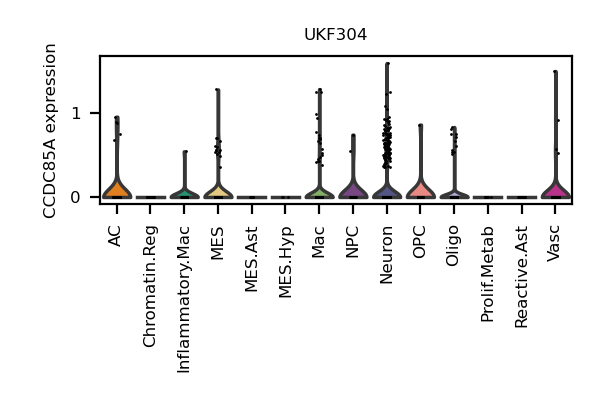 UKF304
CCDC85A expression
1
0
AC
Chromatin.Reg
Inflammatory.Mac
MES
MES.Ast
MES.Hyp
Mac
NPC
Neuron
OPC
Oligo
Prolif.Metab
Reactive.Ast
Vasc